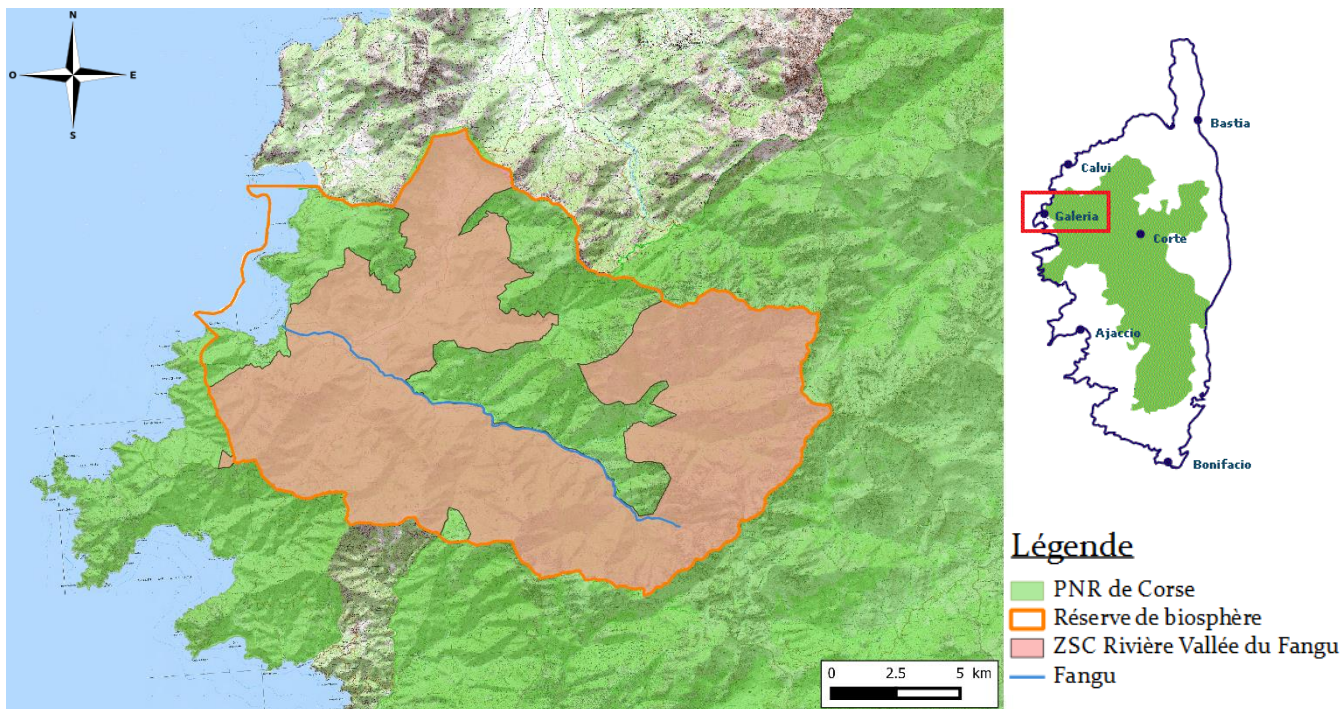 N
O
E
S
0 2.5 5 km
Bastia
Calvi
Galeria
Corte
Ajaccio
Bonifacio
Légende
PNR de Corse
Réserve de biosphère
ZSC Rivière Vallée du Fangu
Fangu